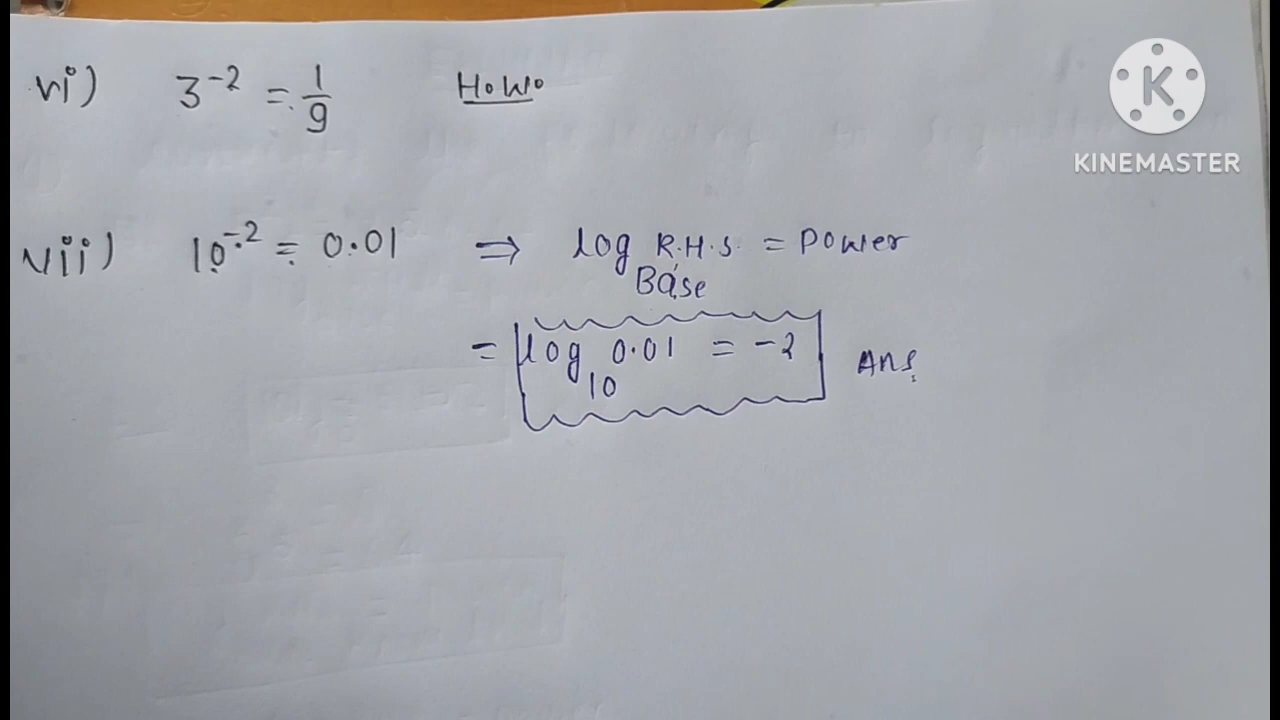 vi) 3⁻² = 1/9 H.W.
K
KINEMASTER
vii) 10⁻² = 0.01 ⇒ log R.H.S. = Power
Base
= log 0.01 = -2 Ans.
10